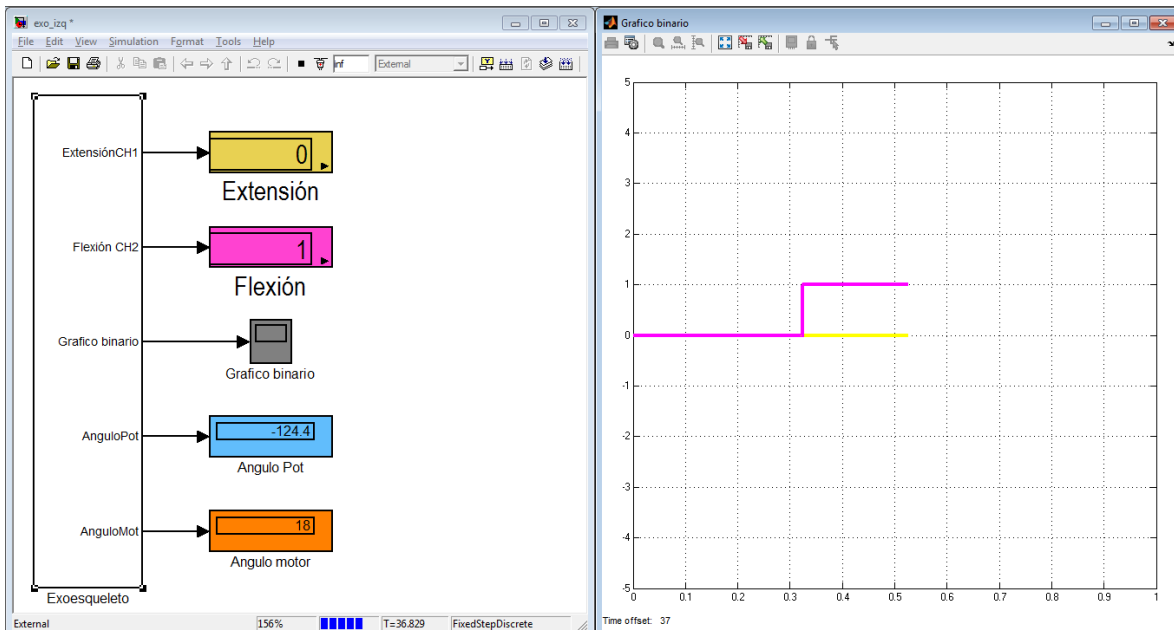 exo_izq *
File Edit View Simulation Format Tools Help
inf External
ExtensiónCH1
0
Extensión
Flexión CH2
1
Flexión
Grafico binario
Grafico binario
AnguloPot
-124.4
Angulo Pot
AnguloMot
18
Angulo motor
Exoesqueleto
External 156% T=36.829 FixedStepDiscrete
Grafico binario
5
4
3
2
1
0
-1
-2
-3
-4
-5
0 0.1 0.2 0.3 0.4 0.5 0.6 0.7 0.8 0.9 1
Time offset: 37